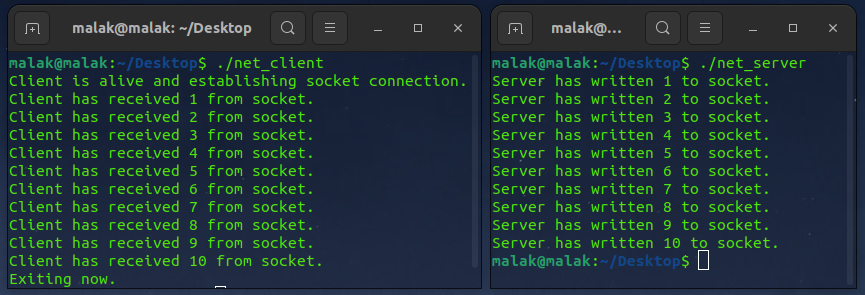 malak@malak: ~/Desktop
malak@malak:~/Desktop$ ./net_client
Client is alive and establishing socket connection.
Client has received 1 from socket.
Client has received 2 from socket.
Client has received 3 from socket.
Client has received 4 from socket.
Client has received 5 from socket.
Client has received 6 from socket.
Client has received 7 from socket.
Client has received 8 from socket.
Client has received 9 from socket.
Client has received 10 from socket.
Exiting now.
malak@...
malak@malak:~/Desktop$ ./net_server
Server has written 1 to socket.
Server has written 2 to socket.
Server has written 3 to socket.
Server has written 4 to socket.
Server has written 5 to socket.
Server has written 6 to socket.
Server has written 7 to socket.
Server has written 8 to socket.
Server has written 9 to socket.
Server has written 10 to socket.
malak@malak:~/Desktop$